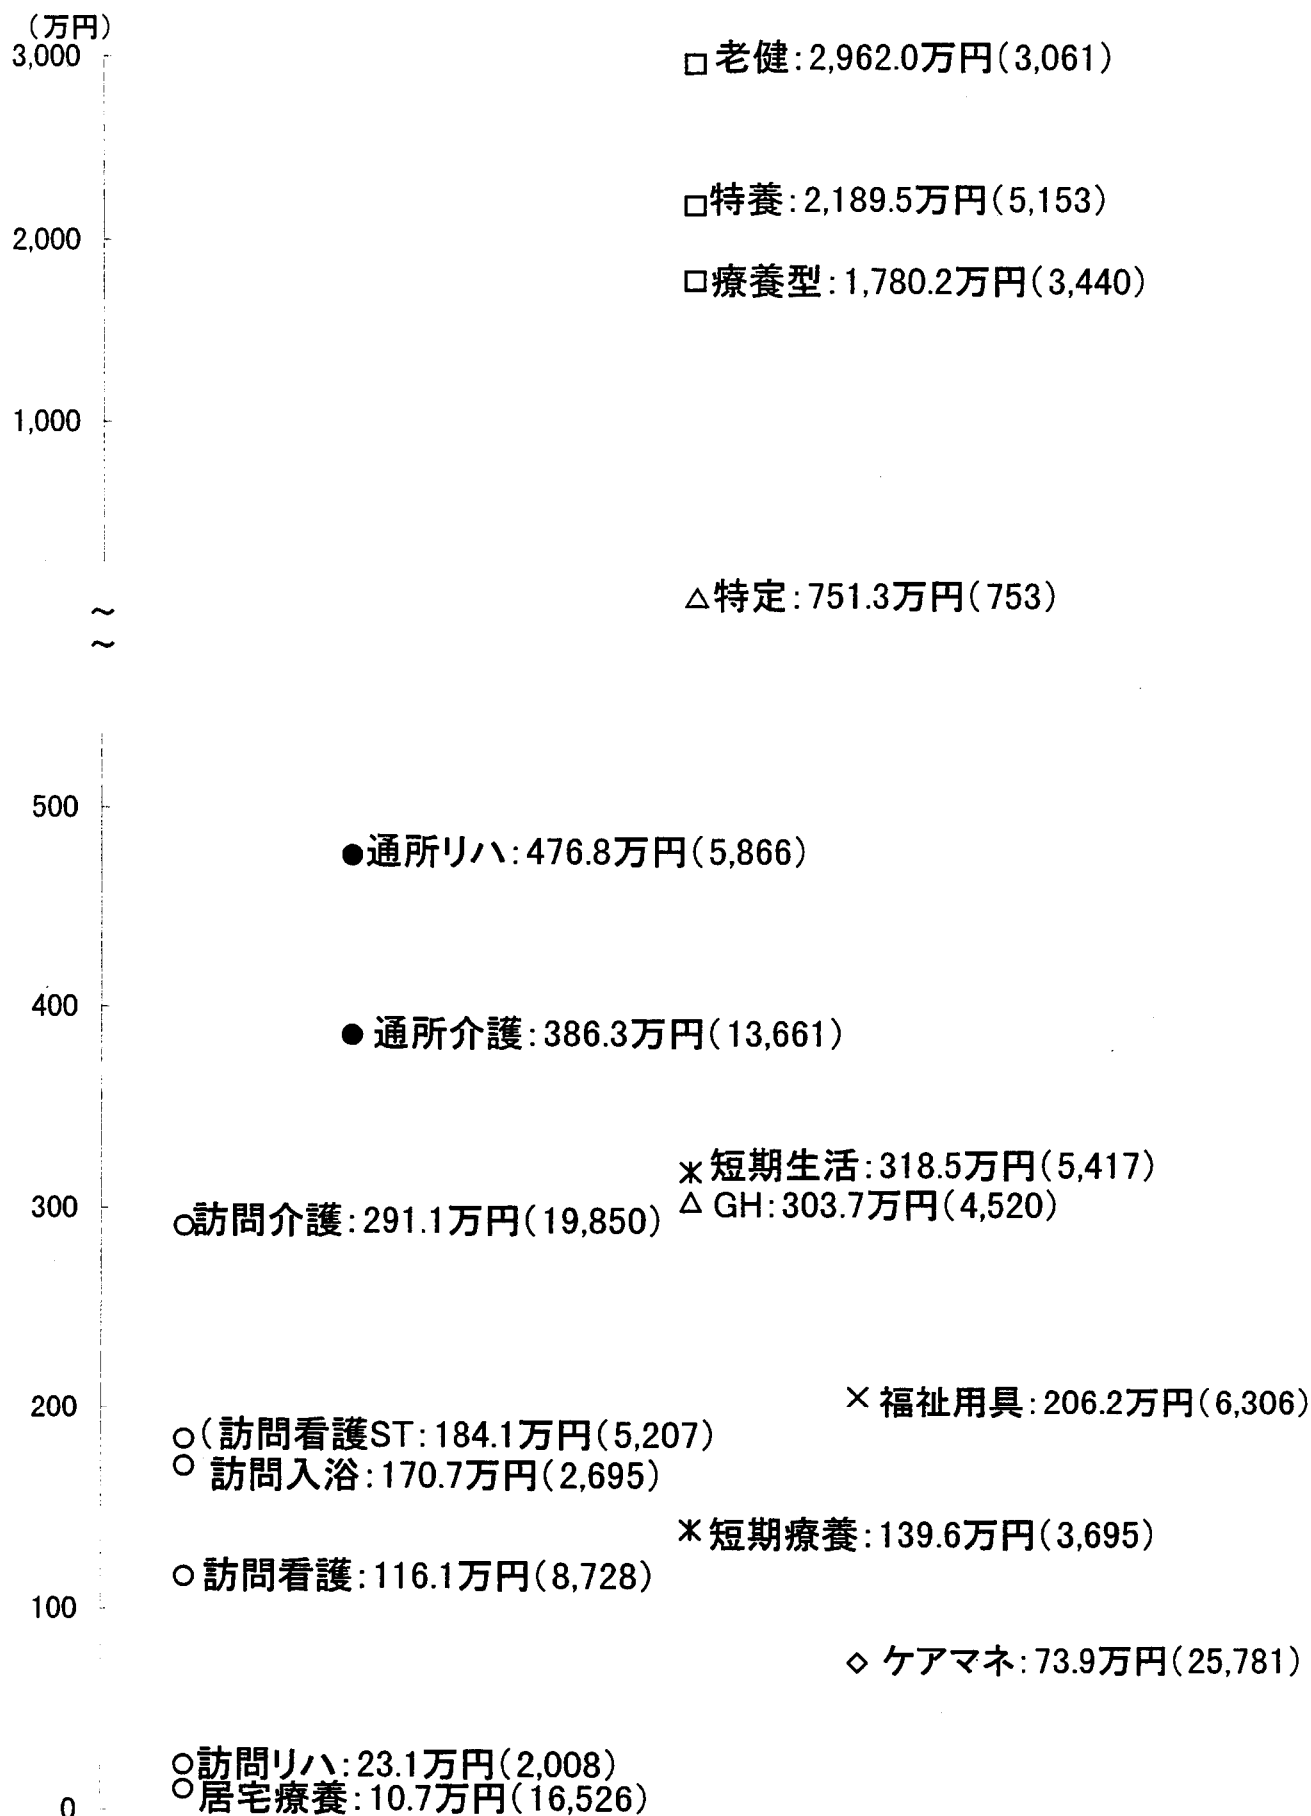 （万円）
3,000
□老健：2,962.0万円（3,061）
□特養：2,189.5万円（5,153）
2,000
□療養型：1,780.2万円（3,440）
1,000
△特定：751.3万円（753）
～
～
500
●通所リハ：476.8万円（5,866）
400
●通所介護：386.3万円（13,661）
短期生活：318.5万円（5,417）
300
△GH：303.7万円（4,520）
○訪問介護：291.1万円（19,850）
200
×福祉用具：206.2万円（6,306）
○（訪問看護ST：184.1万円（5,207）
○訪問入浴：170.7万円（2,695）
短期療養：139.6万円（3,695）
○訪問看護：116.1万円（8,728）
100
◇ケアマネ：73.9万円（25,781）
○訪問リハ：23.1万円（2,008）
○居宅療養：10.7万円（16,526）
0